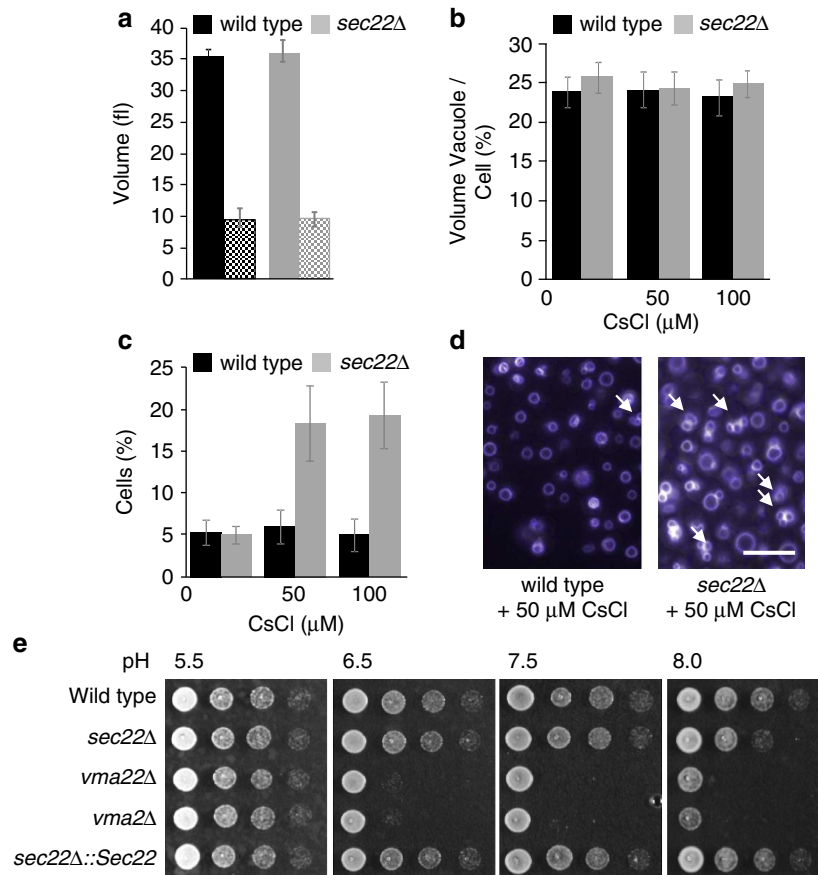 a
wild type
sec22Δ
Volume (fl)
40
35
30
25
20
15
10
5
0
b
wild type
sec22Δ
Volume Vacuole /
Cell (%)
30
25
20
15
10
5
0
0 50 100
CsCl (µM)
c
wild type
sec22Δ
Cells (%)
25
20
15
10
5
0
0 50 100
CsCl (µM)
d
wild type
+ 50 µM CsCl
sec22Δ
+ 50 µM CsCl
e
pH 5.5 6.5 7.5 8.0
Wild type
sec22Δ
vma22Δ
vma2Δ
sec22Δ::Sec22